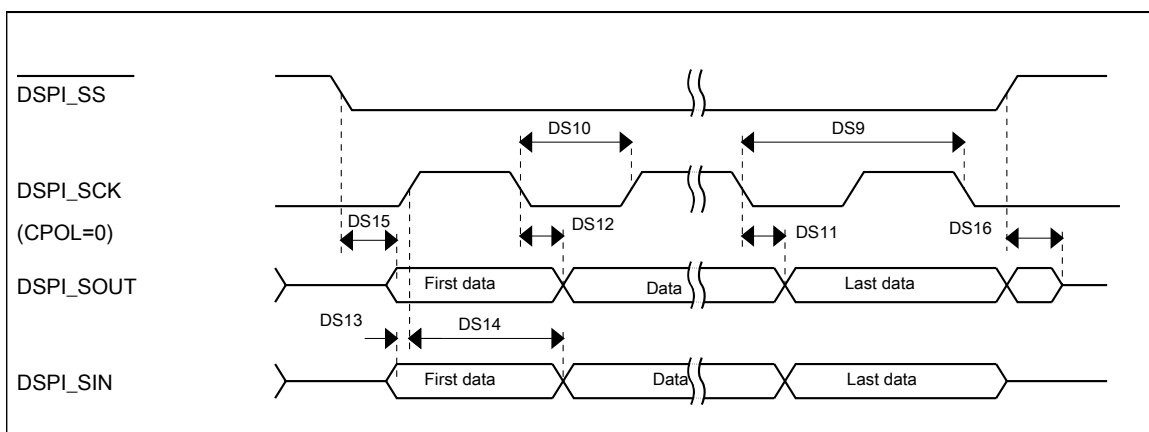 DSPI_SS
DS10
DS9
DSPI_SCK
(CPOL=0)
DS15
DS12
DS11
DS16
DSPI_SOUT
First data
Data
Last data
DS13
DS14
DSPI_SIN
First data
Data
Last data